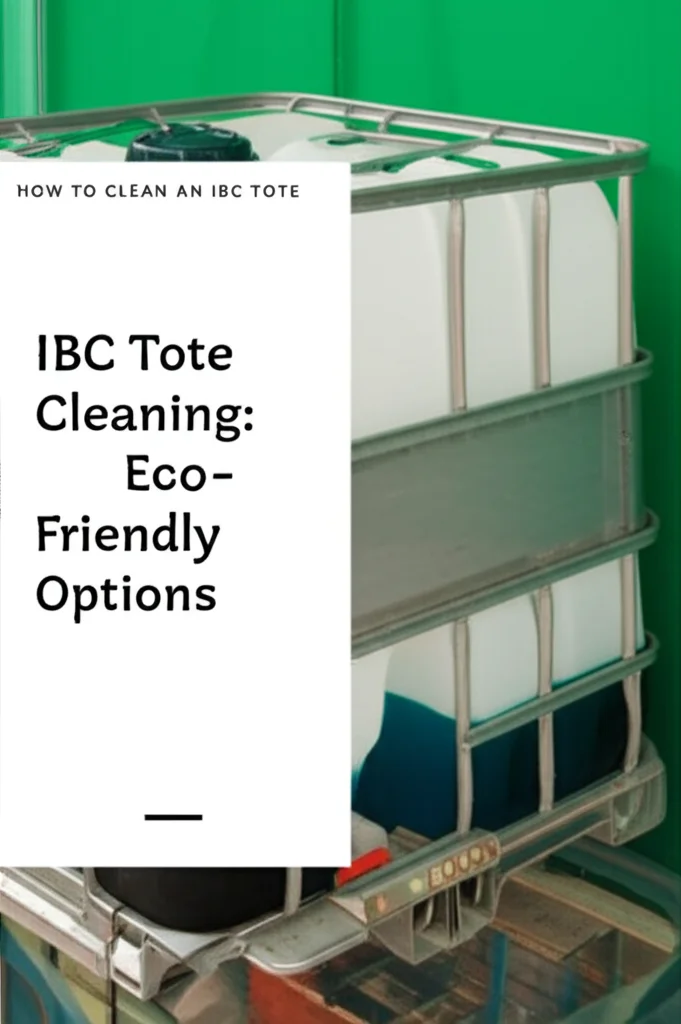 HOW TO CLEAN AN IBC TOTE
IBC Tote
Cleaning:
Eco-
Friendly
Options